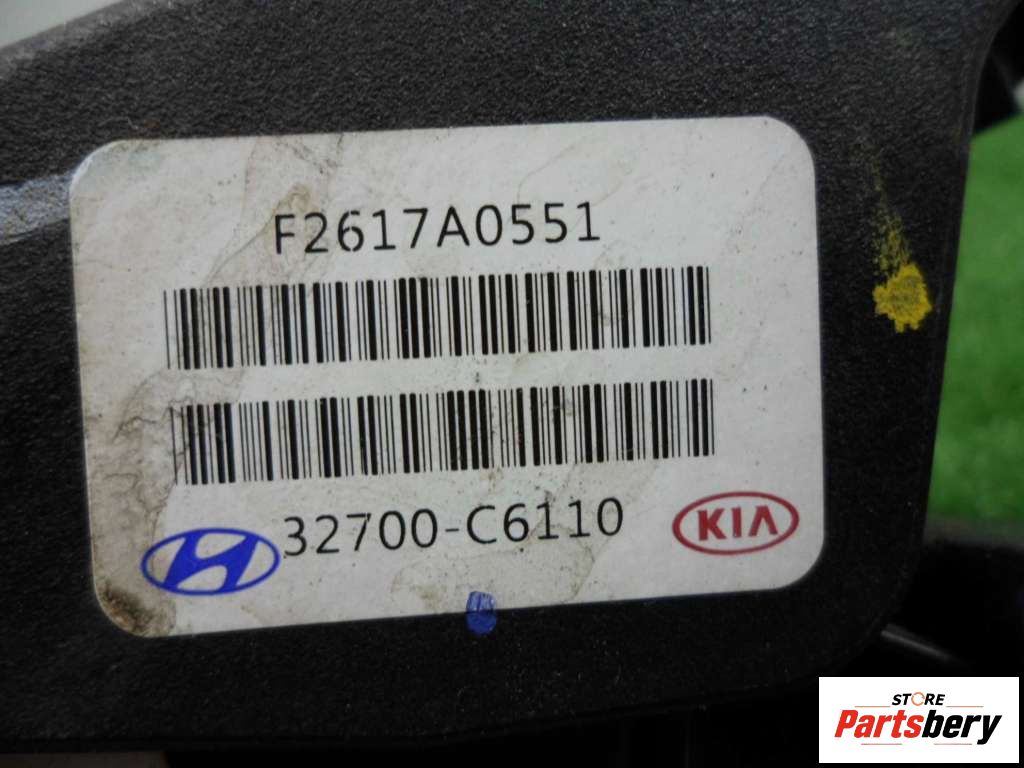 F2617A0551
32700-C6110
KIA
STORE
Partsbery